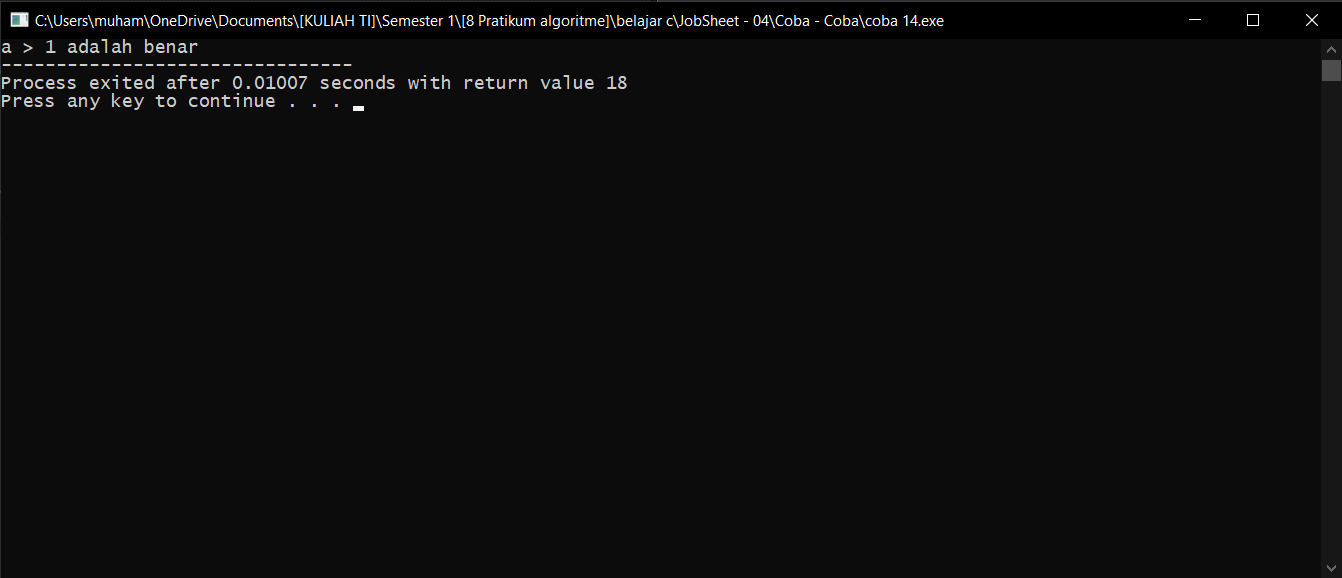 C:\Users\muham\OneDrive\Documents\[KULIAH TI]\Semester 1\[8 Pratikum algoritme]\belajar c\JobSheet - 04\Coba - Coba\coba 14.exe
a > 1 adalah benar
--------------------------------
Process exited after 0.01007 seconds with return value 18
Press any key to continue . . .